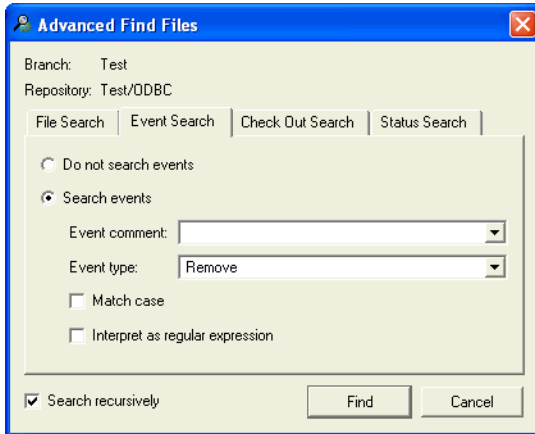 Advanced Find Files
Branch: Test
Repository: Test/ODBC
File Search Event Search Check Out Search Status Search
Do not search events
Search events
Event comment:
Event type: Remove
Match case
Interpret as regular expression
Search recursively Find Cancel